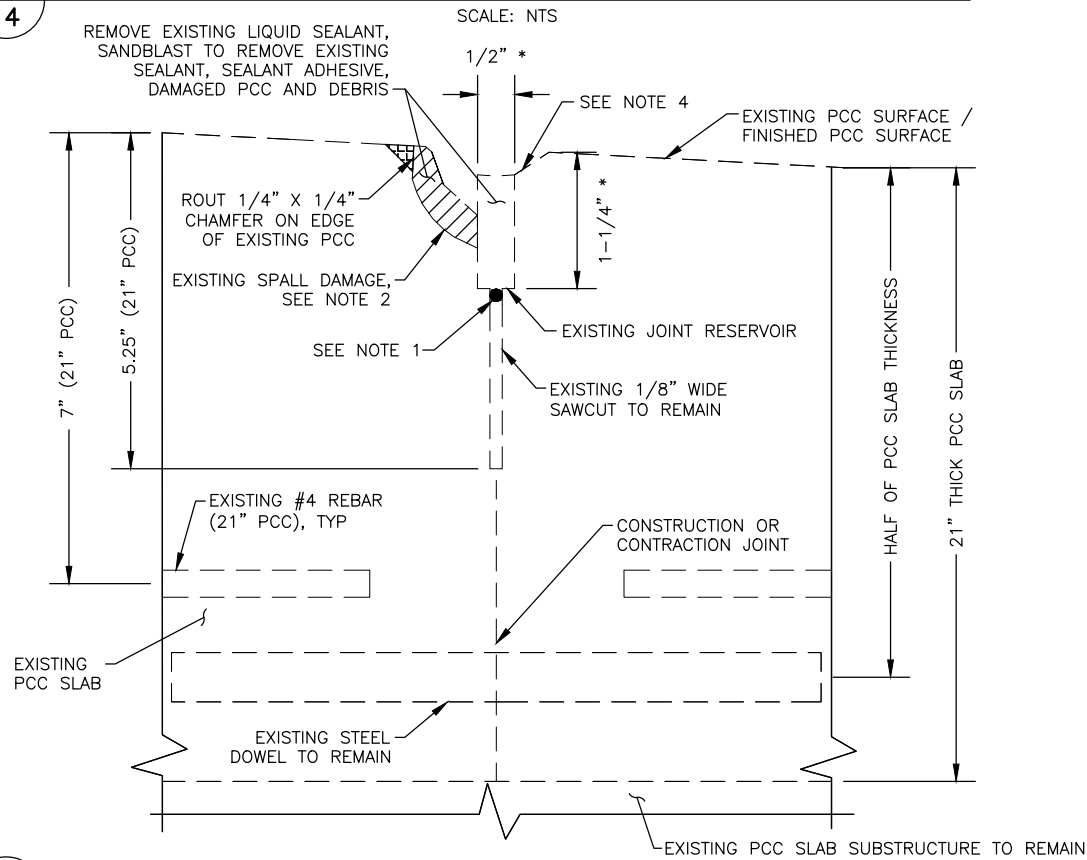 4
SCALE: NTS
REMOVE EXISTING LIQUID SEALANT,
SANDBLAST TO REMOVE EXISTING
SEALANT, SEALANT ADHESIVE,
DAMAGED PCC AND DEBRIS
1/2" *
SEE NOTE 4
EXISTING PCC SURFACE /
FINISHED PCC SURFACE
ROUT 1/4" X 1/4"
CHAMFER ON EDGE
OF EXISTING PCC
1-1/4" *
EXISTING SPALL DAMAGE,
SEE NOTE 2
7" (21" PCC)
5.25" (21" PCC)
EXISTING JOINT RESERVOIR
SEE NOTE 1
EXISTING 1/8" WIDE
SAWCUT TO REMAIN
HALF OF PCC SLAB THICKNESS
21" THICK PCC SLAB
EXISTING #4 REBAR
(21" PCC), TYP
CONSTRUCTION OR
CONTRACTION JOINT
EXISTING
PCC SLAB
EXISTING STEEL
DOWEL TO REMAIN
EXISTING PCC SLAB SUBSTRUCTURE TO REMAIN